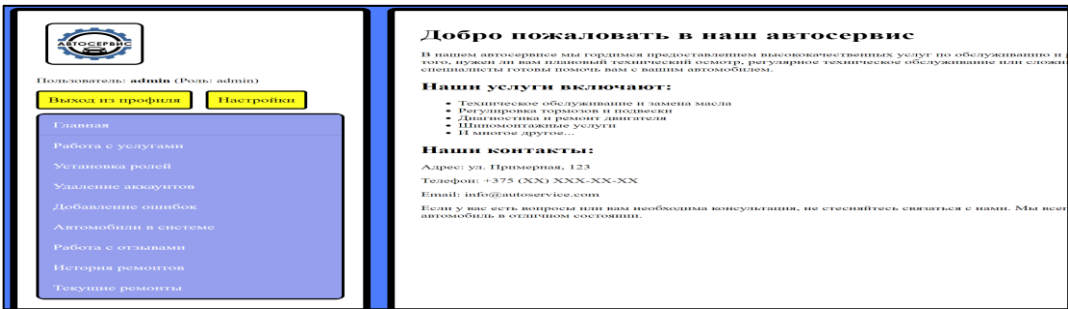 АВТОСЕРВИС
Пользователь: admin (Роль: admin)
Выход из профиля
Настройки
Главная
Работа с услугами
Установка ролей
Удаление аккаунтов
Добавление ошибок
Автомобили в системе
Работа с отзывами
История ремонтов
Текущие ремонты
Добро пожаловать в наш автосервис
В нашем автосервисе мы гордимся предоставлением высококачественных услуг по обслуживанию и
того, нужен ли вам плановый технический осмотр, регулярное техническое обслуживание или
специалисты готовы помочь вам с вашим автомобилем.
Наши услуги включают:
Техническое обслуживание и замена масла
Регулировка тормозов и подвески
Диагностика и ремонт двигателя
Шиномонтажные услуги
И многое другое...
Наши контакты:
Адрес: ул. Примерная, 123
Телефон: +375 (XX) XXX-XX-XX
Email: info@autoservice.com
Если у вас есть вопросы или вам необходима консультация, не стесняйтесь связаться с нами. Мы
автомобиль в отличном состоянии.